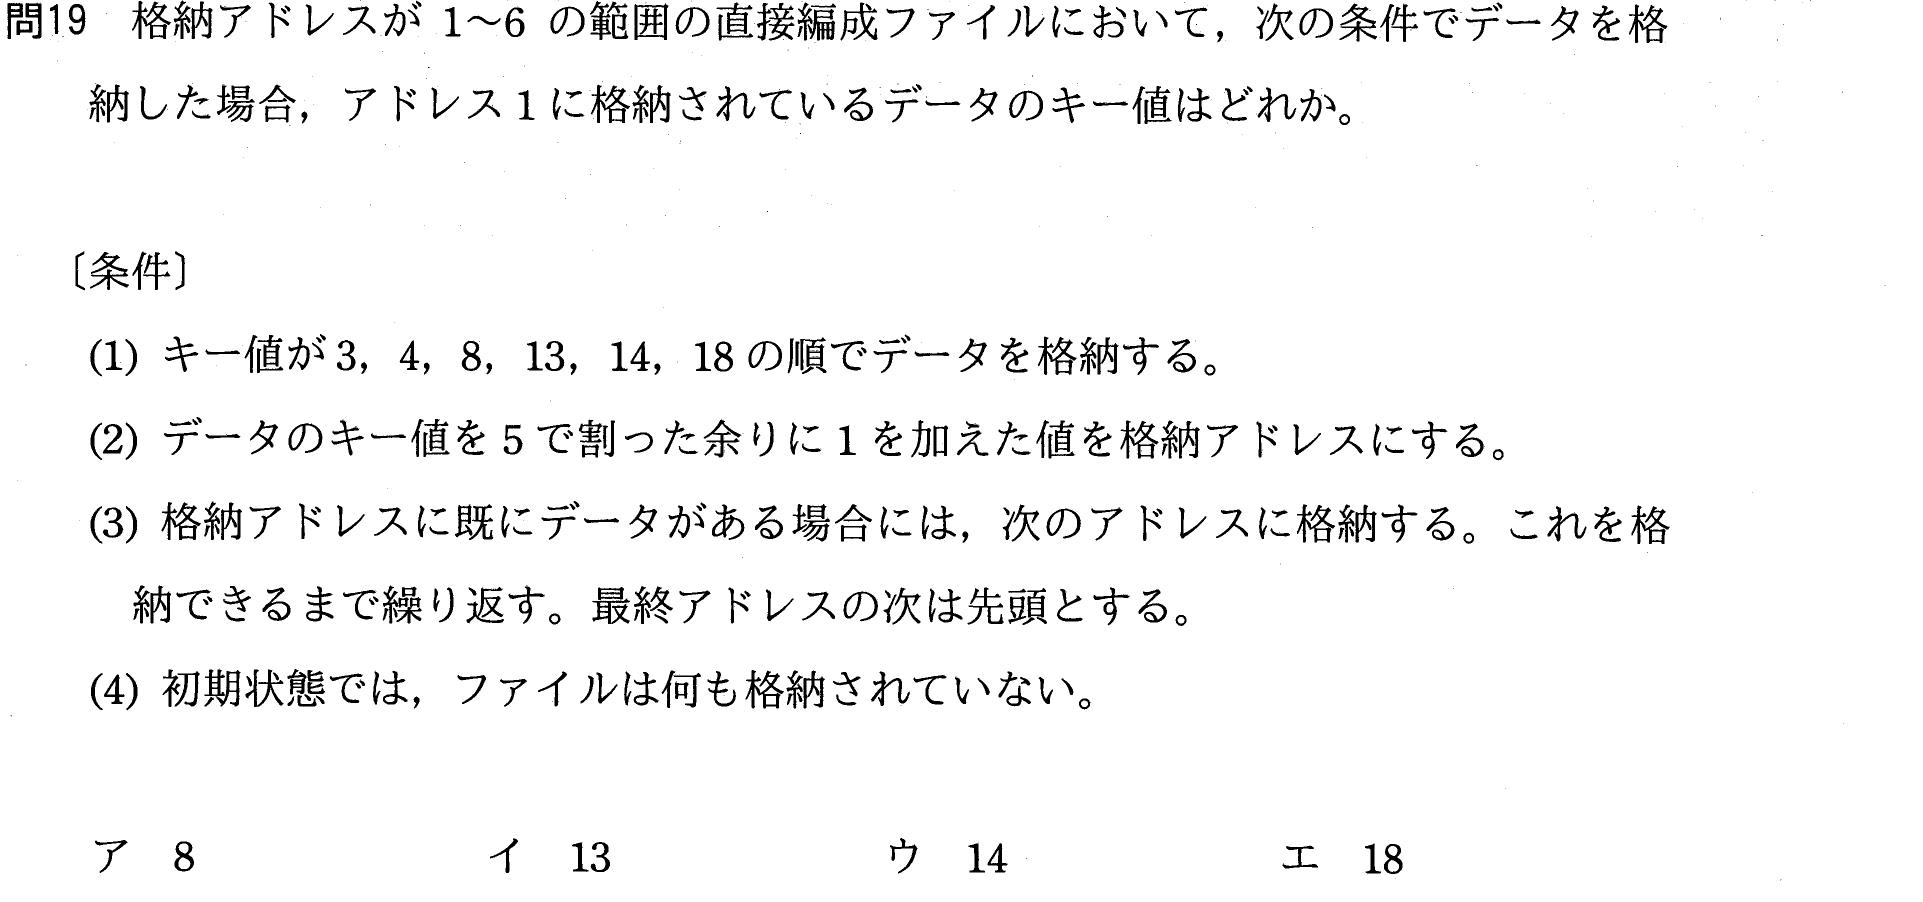 問19 格納アドレスが 1～6 の範囲の直接編成ファイルにおいて，次の条件でデータを格
納した場合，アドレス1に格納されているデータのキー値はどれか。
〔条件〕
(1) キー値が3，4，8，13，14，18の順でデータを格納する。
(2) データのキー値を5で割った余りに1を加えた値を格納アドレスにする。
(3) 格納アドレスに既にデータがある場合には，次のアドレスに格納する。これを格
納できるまで繰り返す。最終アドレスの次は先頭とする。
(4) 初期状態では，ファイルは何も格納されていない。
ア 8 イ 13 ウ 14 エ 18